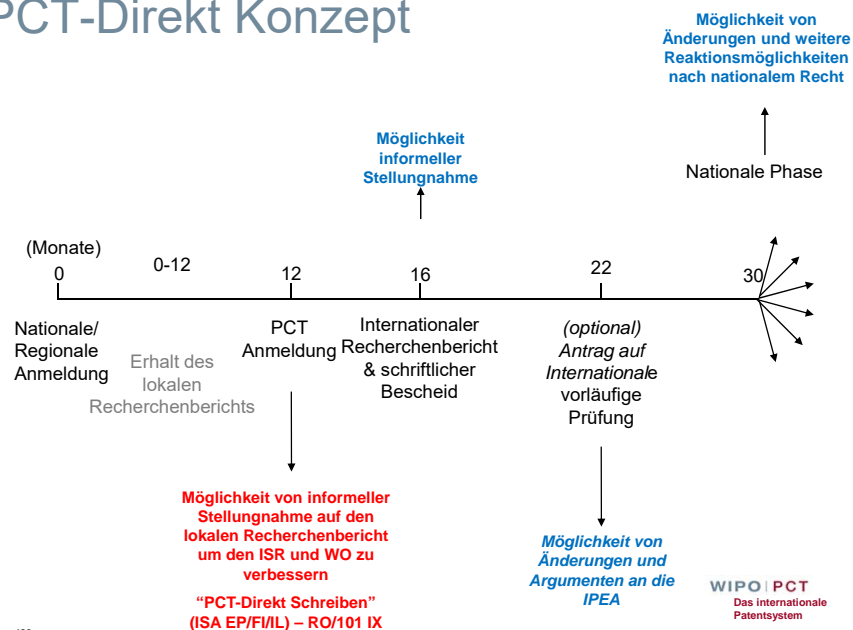 PCT-Direkt Konzept
Möglichkeit von
Änderungen und weitere
Reaktionsmöglichkeiten
nach nationalem Recht
Möglichkeit
informeller
Stellungnahme
Nationale Phase
(Monate)
0
0-12
12
16
22
30
Nationale/
Regionale
Anmeldung
Erhalt des
lokalen
Recherchenberichts
PCT
Anmeldung
Internationaler
Recherchenbericht
& schriftlicher
Bescheid
(optional)
Antrag auf
Internationale
vorläufige
Prüfung
Möglichkeit von informeller
Stellungnahme auf den
lokalen Recherchenbericht
um den ISR und WO zu
verbessern
“PCT-Direkt Schreiben”
(ISA EP/FI/IL) – RO/101 IX
Möglichkeit von
Änderungen und
Argumenten an die
IPEA
WIPO|PCT
Das internationale
Patentsystem